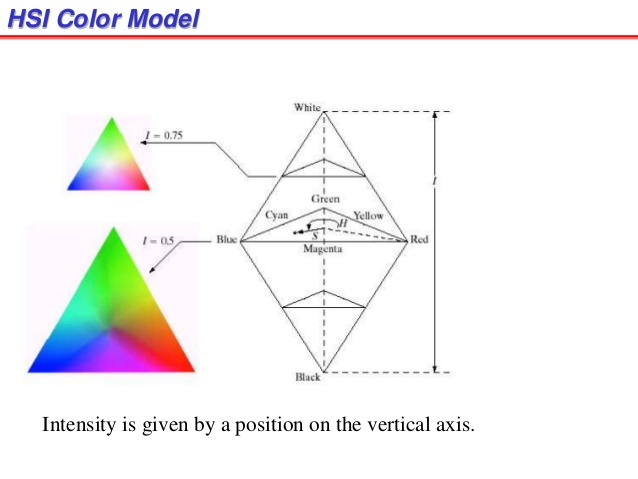 HSI Color Model
White
I = 0.75
I
Green
Cyan
Yellow
H
I = 0.5
Blue
S
Red
Magenta
Black
Intensity is given by a position on the vertical axis.